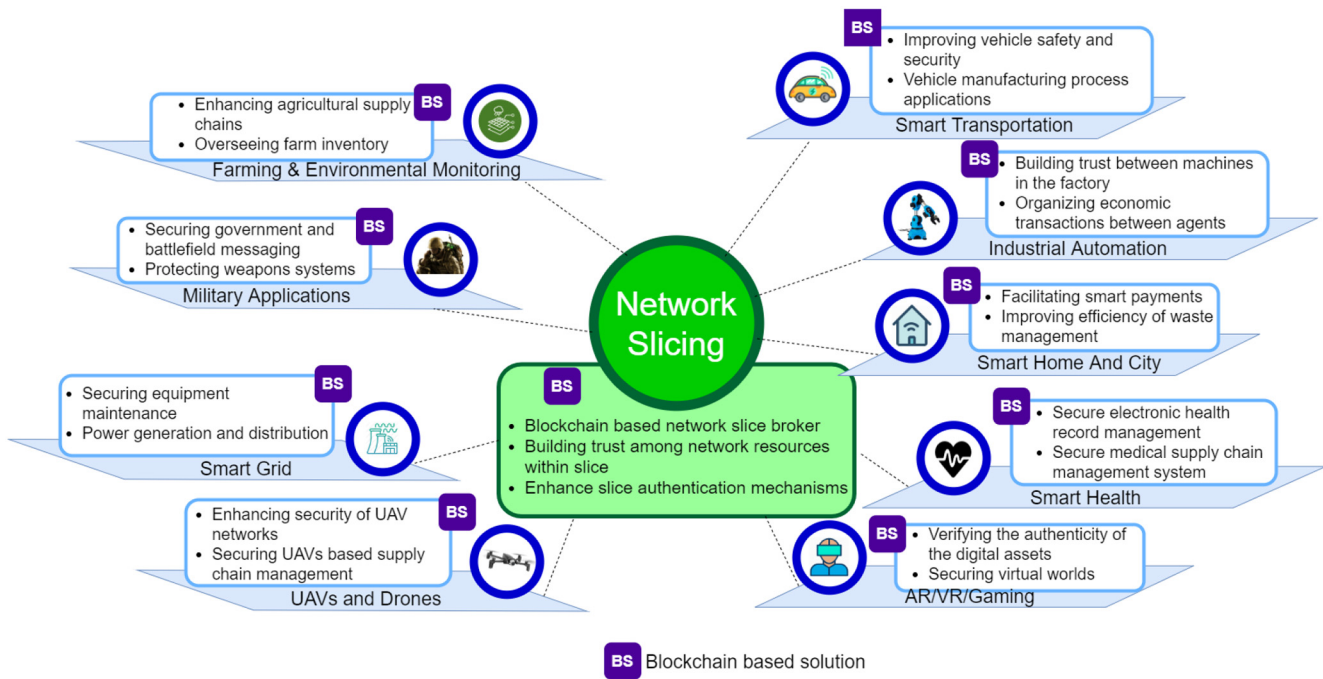 BS
• Enhancing agricultural supply
chains
• Overseeing farm inventory
Farming & Environmental Monitoring
BS
• Securing government and
battlefield messaging
• Protecting weapons systems
Military Applications
BS
• Securing equipment
maintenance
• Power generation and distribution
Smart Grid
BS
• Enhancing security of UAV
networks
• Securing UAVs based supply
chain management
UAVs and Drones
Network
Slicing
BS
• Blockchain based network slice broker
• Building trust among network resources
within slice
• Enhance slice authentication mechanisms
BS
• Improving vehicle safety and
security
• Vehicle manufacturing process
applications
Smart Transportation
BS
• Building trust between machines
in the factory
• Organizing economic
transactions between agents
Industrial Automation
BS
• Facilitating smart payments
• Improving efficiency of waste
management
Smart Home And City
BS
• Secure electronic health
record management
• Secure medical supply chain
management system
Smart Health
BS
• Verifying the authenticity of
the digital assets
• Securing virtual worlds
AR/VR/Gaming
BS Blockchain based solution